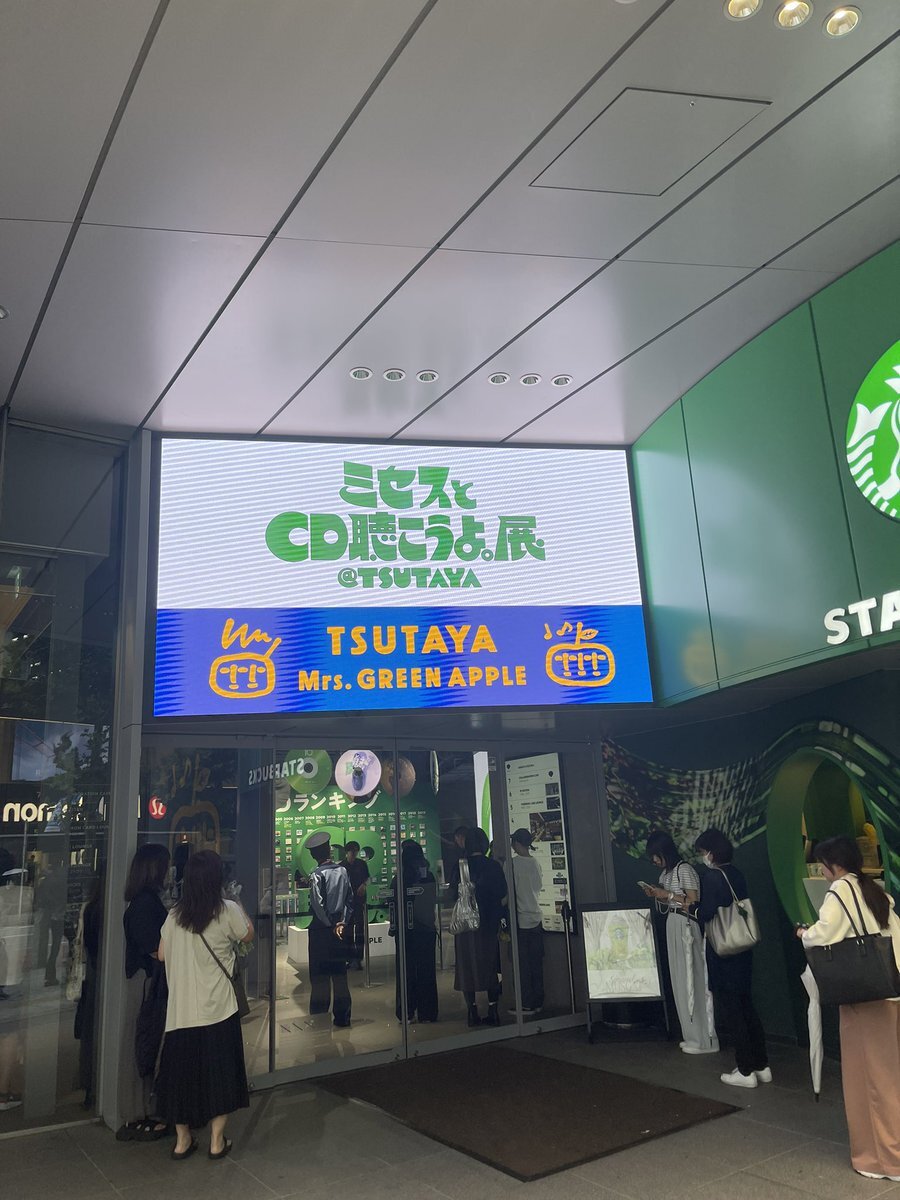 ミセスと
CD聴こうよ。展
@TSUTAYA
TSUTAYA
Mrs. GREEN APPLE
STA
STARBUCKS
ランキング